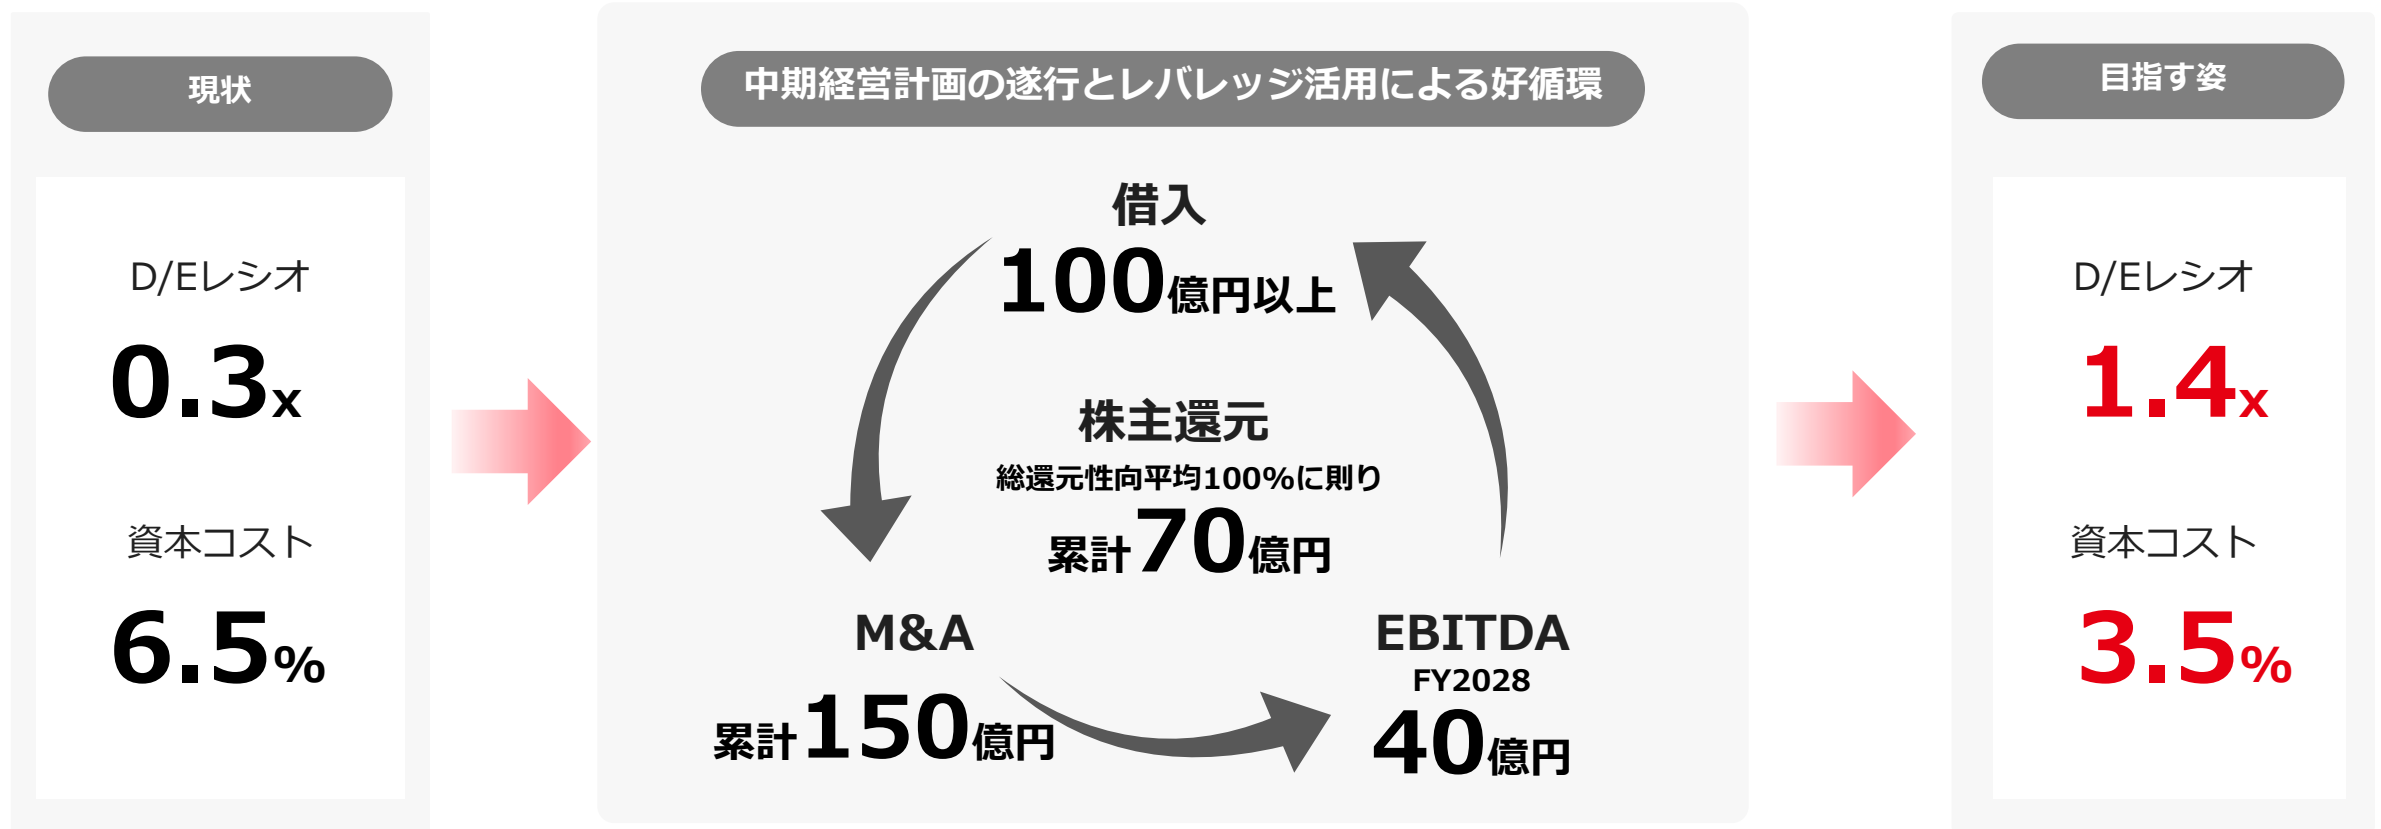 現状
D/Eレシオ
0.3x
資本コスト
6.5%
中期経営計画の遂行とレバレッジ活用による好循環
借入
100億円以上
株主還元
総還元性向平均100%に則り
累計70億円
M&A
累計150億円
EBITDA
FY2028
40億円
目指す姿
D/Eレシオ
1.4x
資本コスト
3.5%